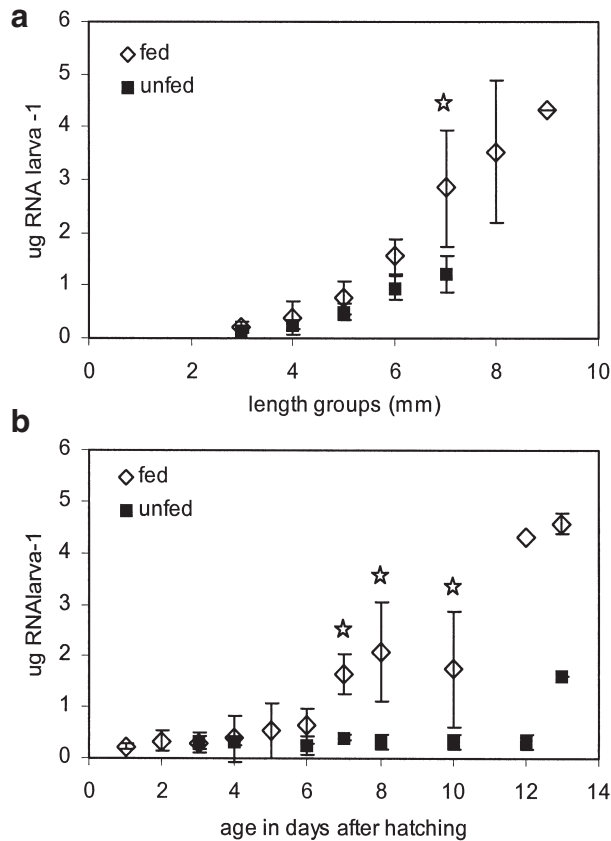 a
6
fed
5
unfed
4
3
2
1
0
ug RNA larva -1
0 2 4 6 8 10
length groups (mm)
b
6
fed
5
unfed
4
3
2
1
0
ug RNAlarva-1
0 2 4 6 8 10 12 14
age in days after hatching